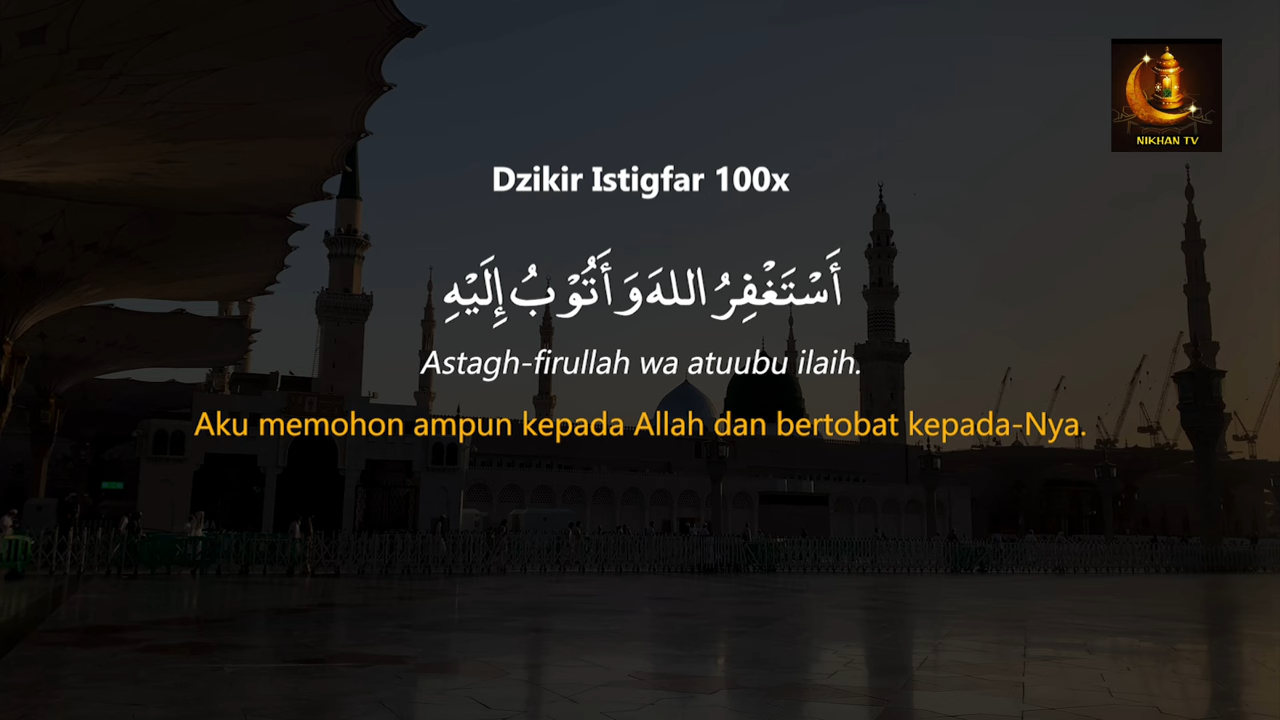 NIKHAN TV
Dzikir Istigfar 100x
أَسْتَغْفِرُ اللهَ وَ أَتُوْبُ إِلَيْهِ
Astagh-firullah wa atuubu ilaih.
Aku memohon ampun kepada Allah dan bertobat kepada-Nya.